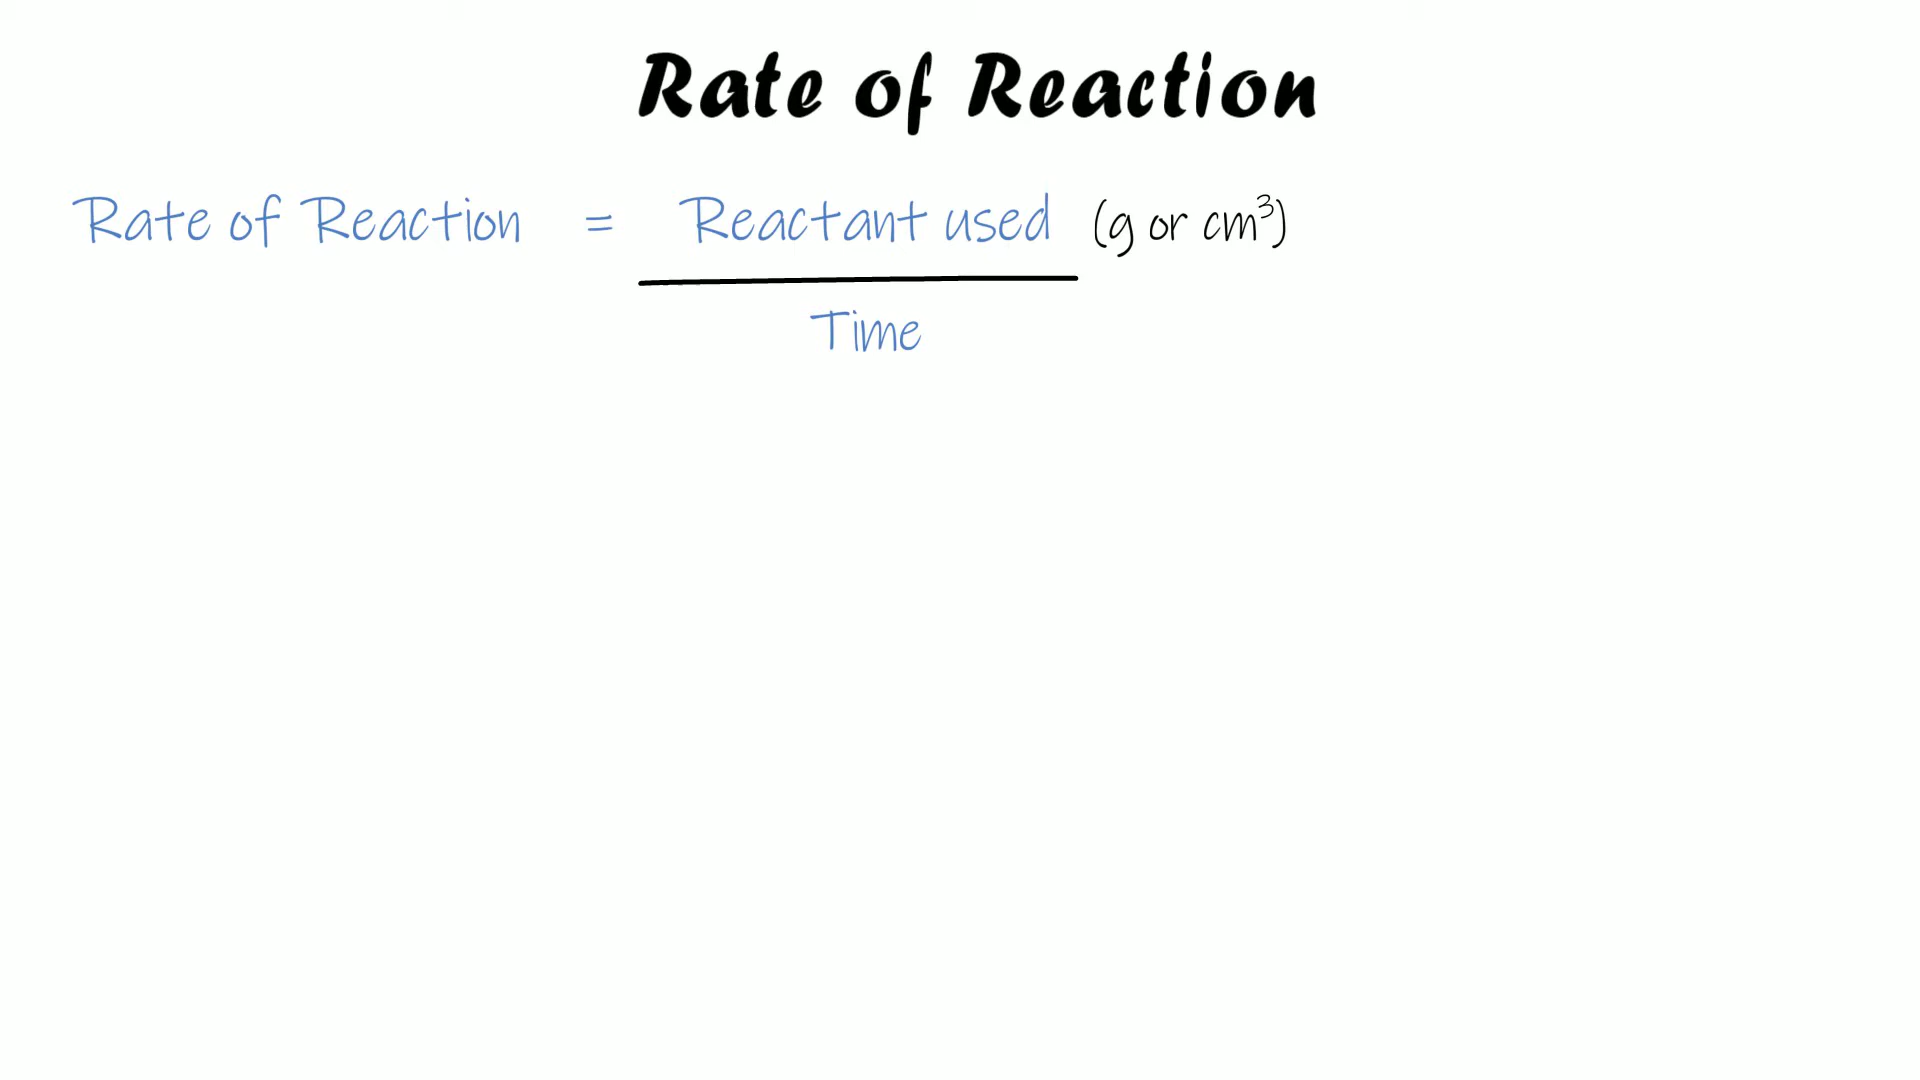 Rate of Reaction
Rate of Reaction = Reactant used (g or cm³)
Time